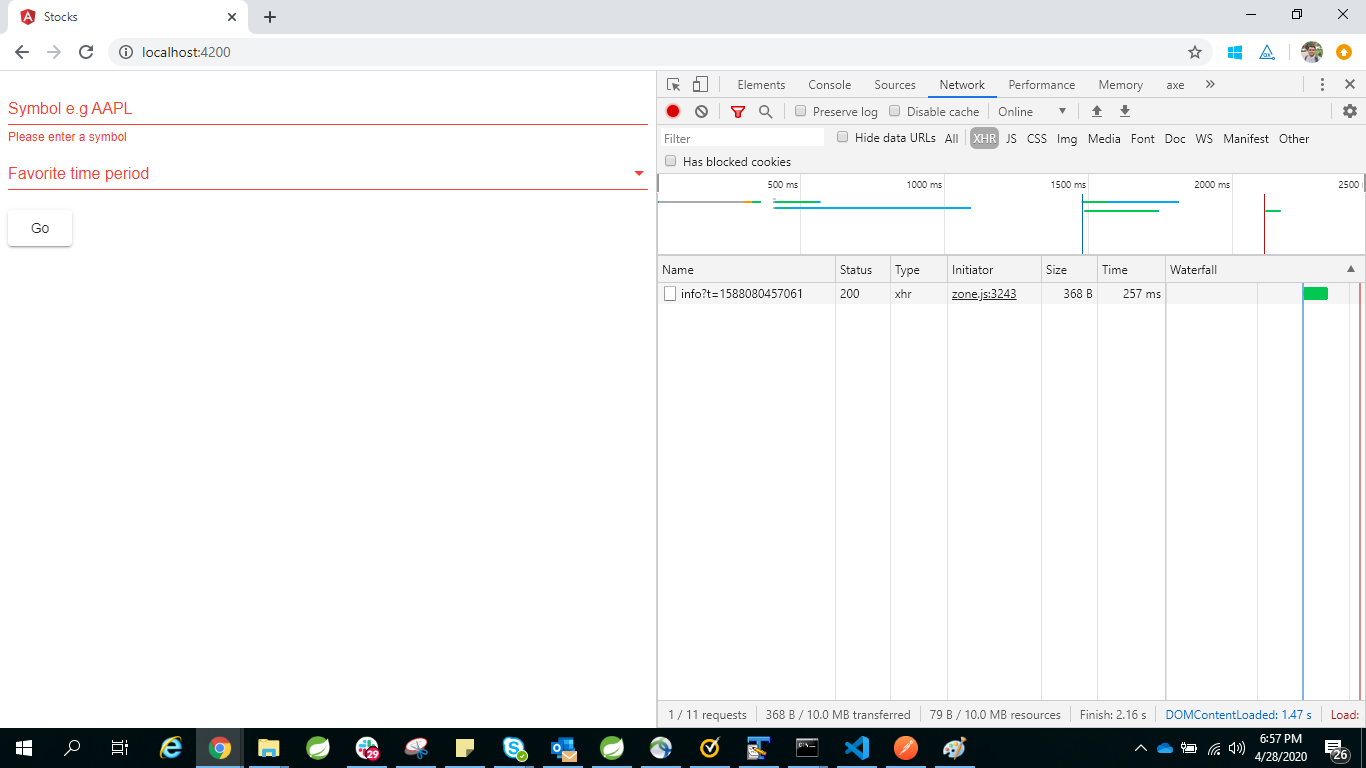 Stocks
localhost:4200
Symbol e.g AAPL
Please enter a symbol
Favorite time period
Go
Elements Console Sources Network Performance Memory axe
Preserve log Disable cache Online
Filter Hide data URLs All XHR JS CSS Img Media Font Doc WS Manifest Other
Has blocked cookies
500 ms 1000 ms 1500 ms 2000 ms 2500
Name Status Type Initiator Size Time Waterfall
info?t=1588080457061 200 xhr zone.js:3243 368 B 257 ms
1 / 11 requests 368 B / 10.0 MB transferred 79 B / 10.0 MB resources Finish: 2.16 s DOMContentLoaded: 1.47 s Load:
29
6:57 PM
4/28/2020
26